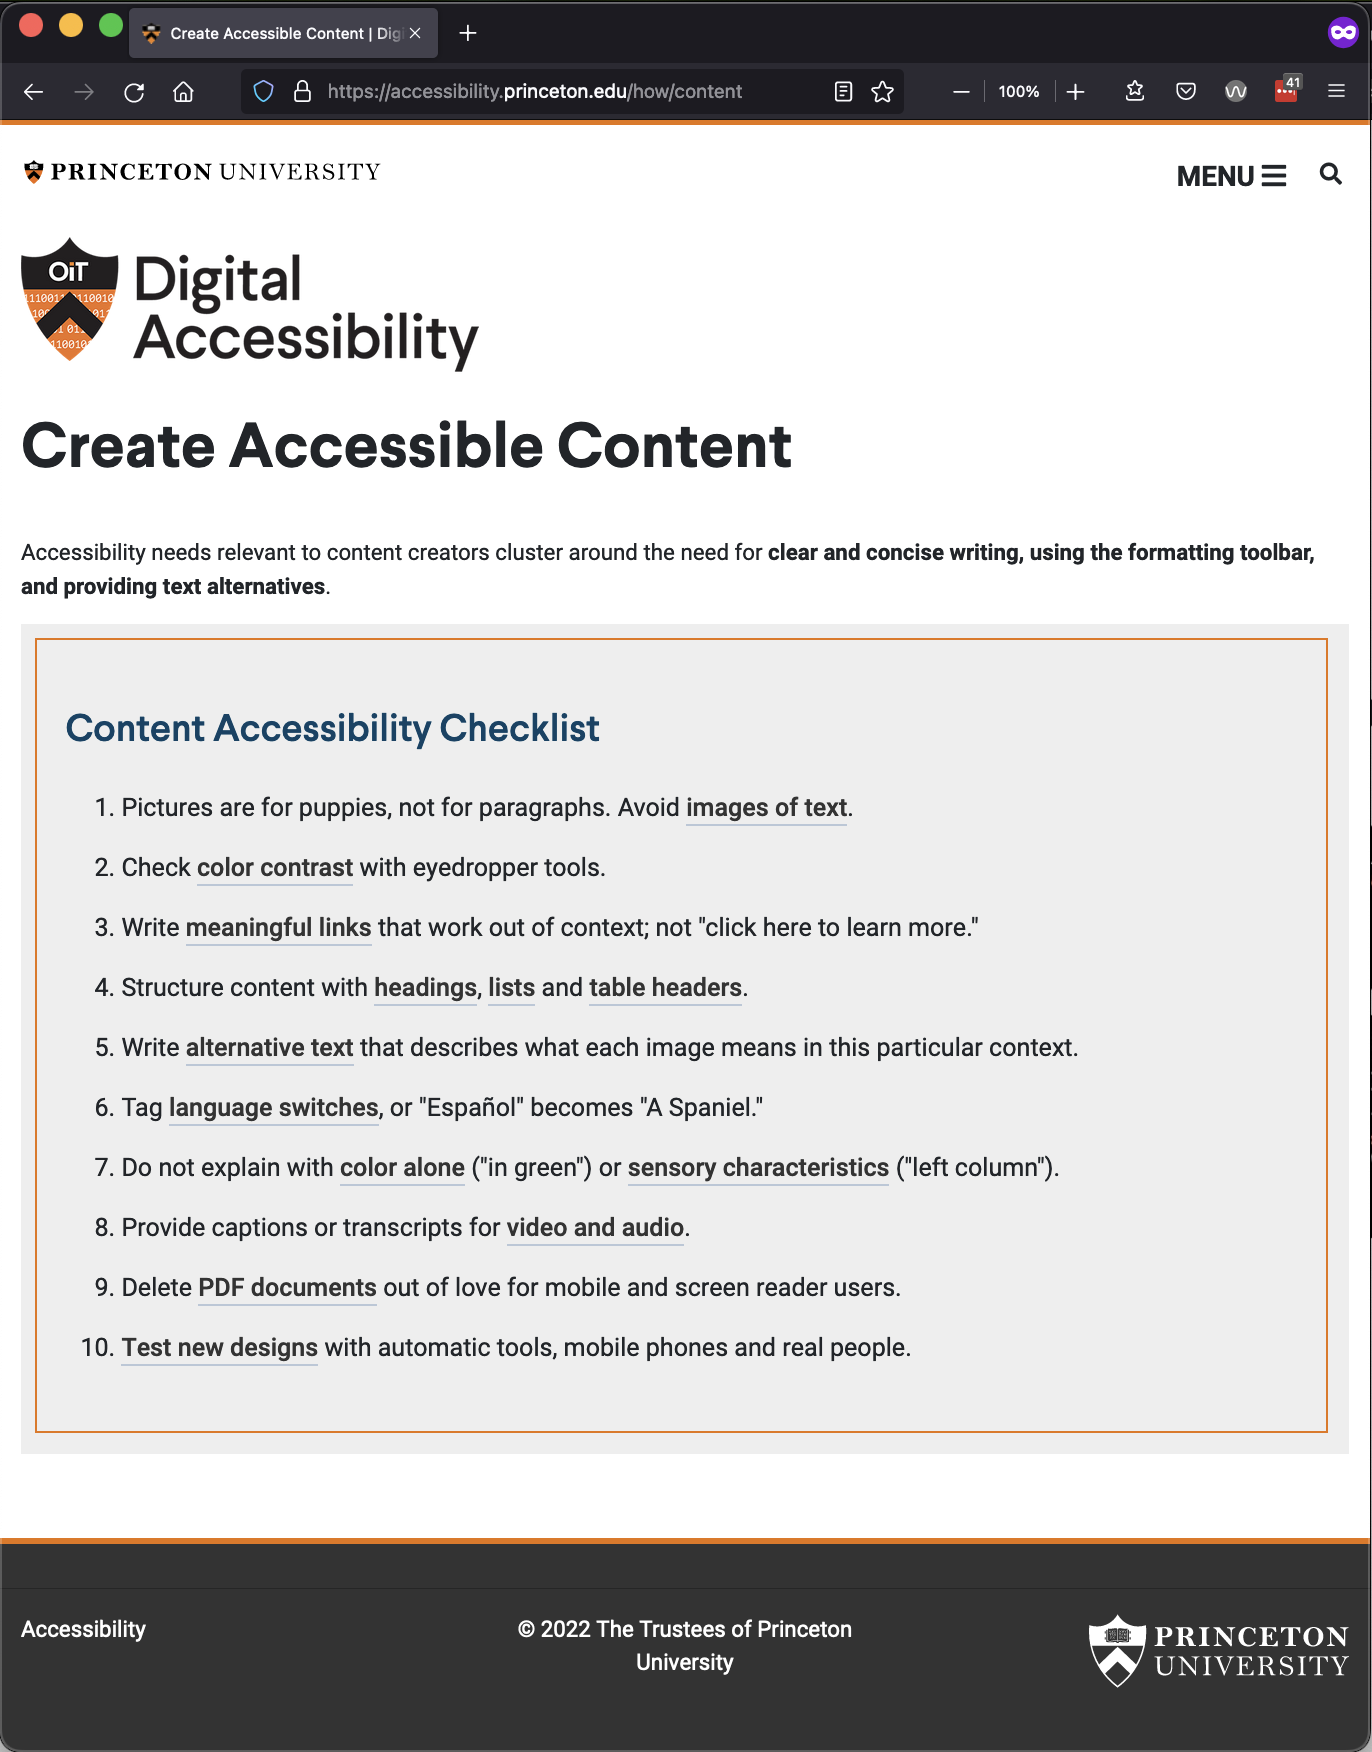 Create Accessible Content | Digi
https://accessibility.princeton.edu/how/content
100%
41
PRINCETON UNIVERSITY
MENU
OiT
Digital
Accessibility
Create Accessible Content
Accessibility needs relevant to content creators cluster around the need for clear and concise writing, using the formatting toolbar,
and providing text alternatives.
Content Accessibility Checklist
1. Pictures are for puppies, not for paragraphs. Avoid images of text.
2. Check color contrast with eyedropper tools.
3. Write meaningful links that work out of context; not "click here to learn more."
4. Structure content with headings, lists and table headers.
5. Write alternative text that describes what each image means in this particular context.
6. Tag language switches, or "Español" becomes "A Spaniel."
7. Do not explain with color alone ("in green") or sensory characteristics ("left column").
8. Provide captions or transcripts for video and audio.
9. Delete PDF documents out of love for mobile and screen reader users.
10. Test new designs with automatic tools, mobile phones and real people.
Accessibility
© 2022 The Trustees of Princeton
University
PRINCETON
UNIVERSITY